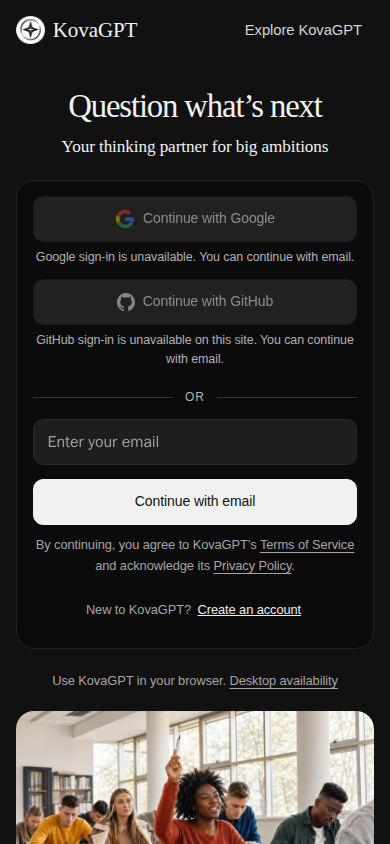 KovaGPT
Explore KovaGPT
Question what’s next
Your thinking partner for big ambitions
Continue with Google
Google sign-in is unavailable. You can continue with email.
Continue with GitHub
GitHub sign-in is unavailable on this site. You can continue
with email.
OR
Enter your email
Continue with email
By continuing, you agree to KovaGPT’s Terms of Service
and acknowledge its Privacy Policy.
New to KovaGPT? Create an account
Use KovaGPT in your browser. Desktop availability